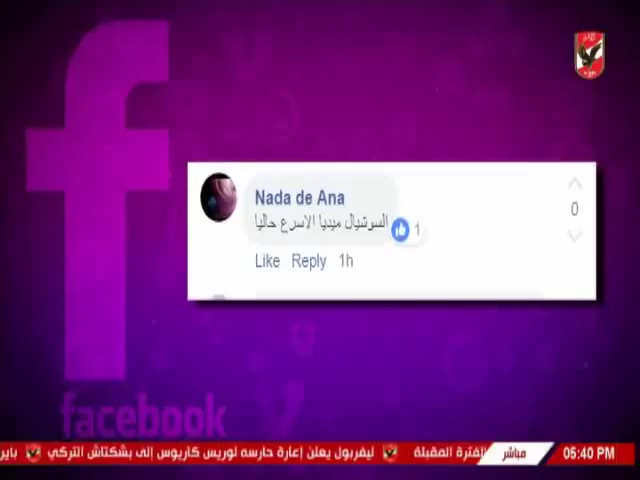 Nada de Ana
السوشيال ميديا الاسرع حاليا
1
0
Like Reply 1h
facebook
05:40 PM
مباشر
الفترة المقبلة
ليفربول يعلن إعارة حارسه لوريس كاريوس إلى بشكتاش التركي
باير